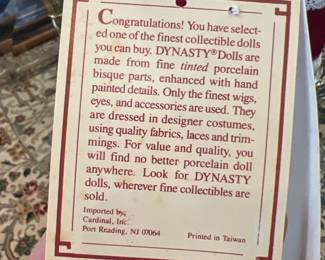 Congratulations! You have select-
ed one of the finest collectible dolls
you can buy. DYNASTY® Dolls are
made from fine tinted porcelain
bisque parts, enhanced with hand
painted details. Only the finest wigs,
eyes, and accessories are used. They
are dressed in designer costumes,
using quality fabrics, laces and trim-
mings. For value and quality, you
will find no better porcelain doll
anywhere. Look for DYNASTY
dolls, wherever fine collectibles are
sold.
Imported by:
Cardinal, Inc.
Port Reading, NJ 07064
Printed in Taiwan